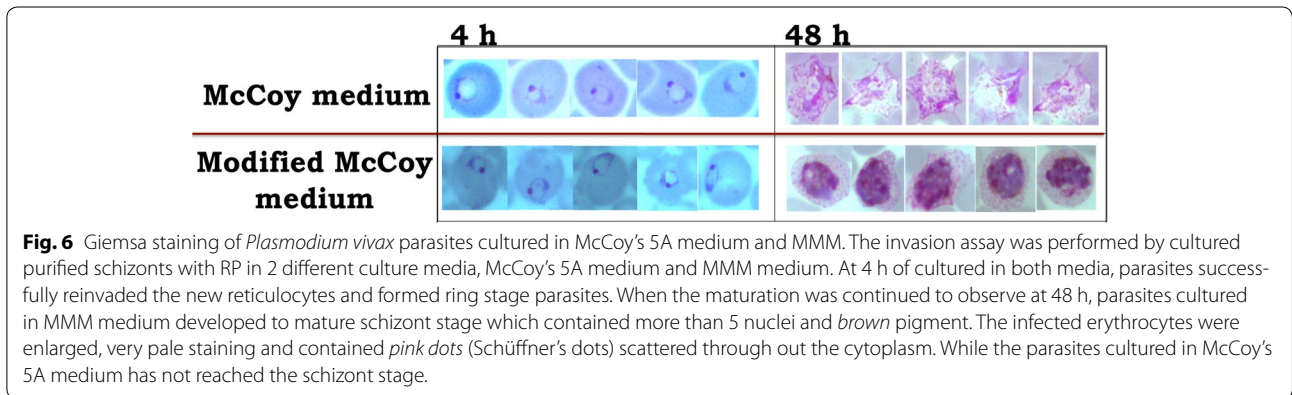 4 h 48 h
McCoy medium
Modified McCoy
medium
Fig. 6 Giemsa staining of Plasmodium vivax parasites cultured in McCoy's 5A medium and MMM. The invasion assay was performed by cultured
purified schizonts with RP in 2 different culture media, McCoy's 5A medium and MMM medium. At 4 h of cultured in both media, parasites success-
fully reinvaded the new reticulocytes and formed ring stage parasites. When the maturation was continued to observe at 48 h, parasites cultured
in MMM medium developed to mature schizont stage which contained more than 5 nuclei and brown pigment. The infected erythrocytes were
enlarged, very pale staining and contained pink dots (Schüffner's dots) scattered through out the cytoplasm. While the parasites cultured in McCoy's
5A medium has not reached the schizont stage.